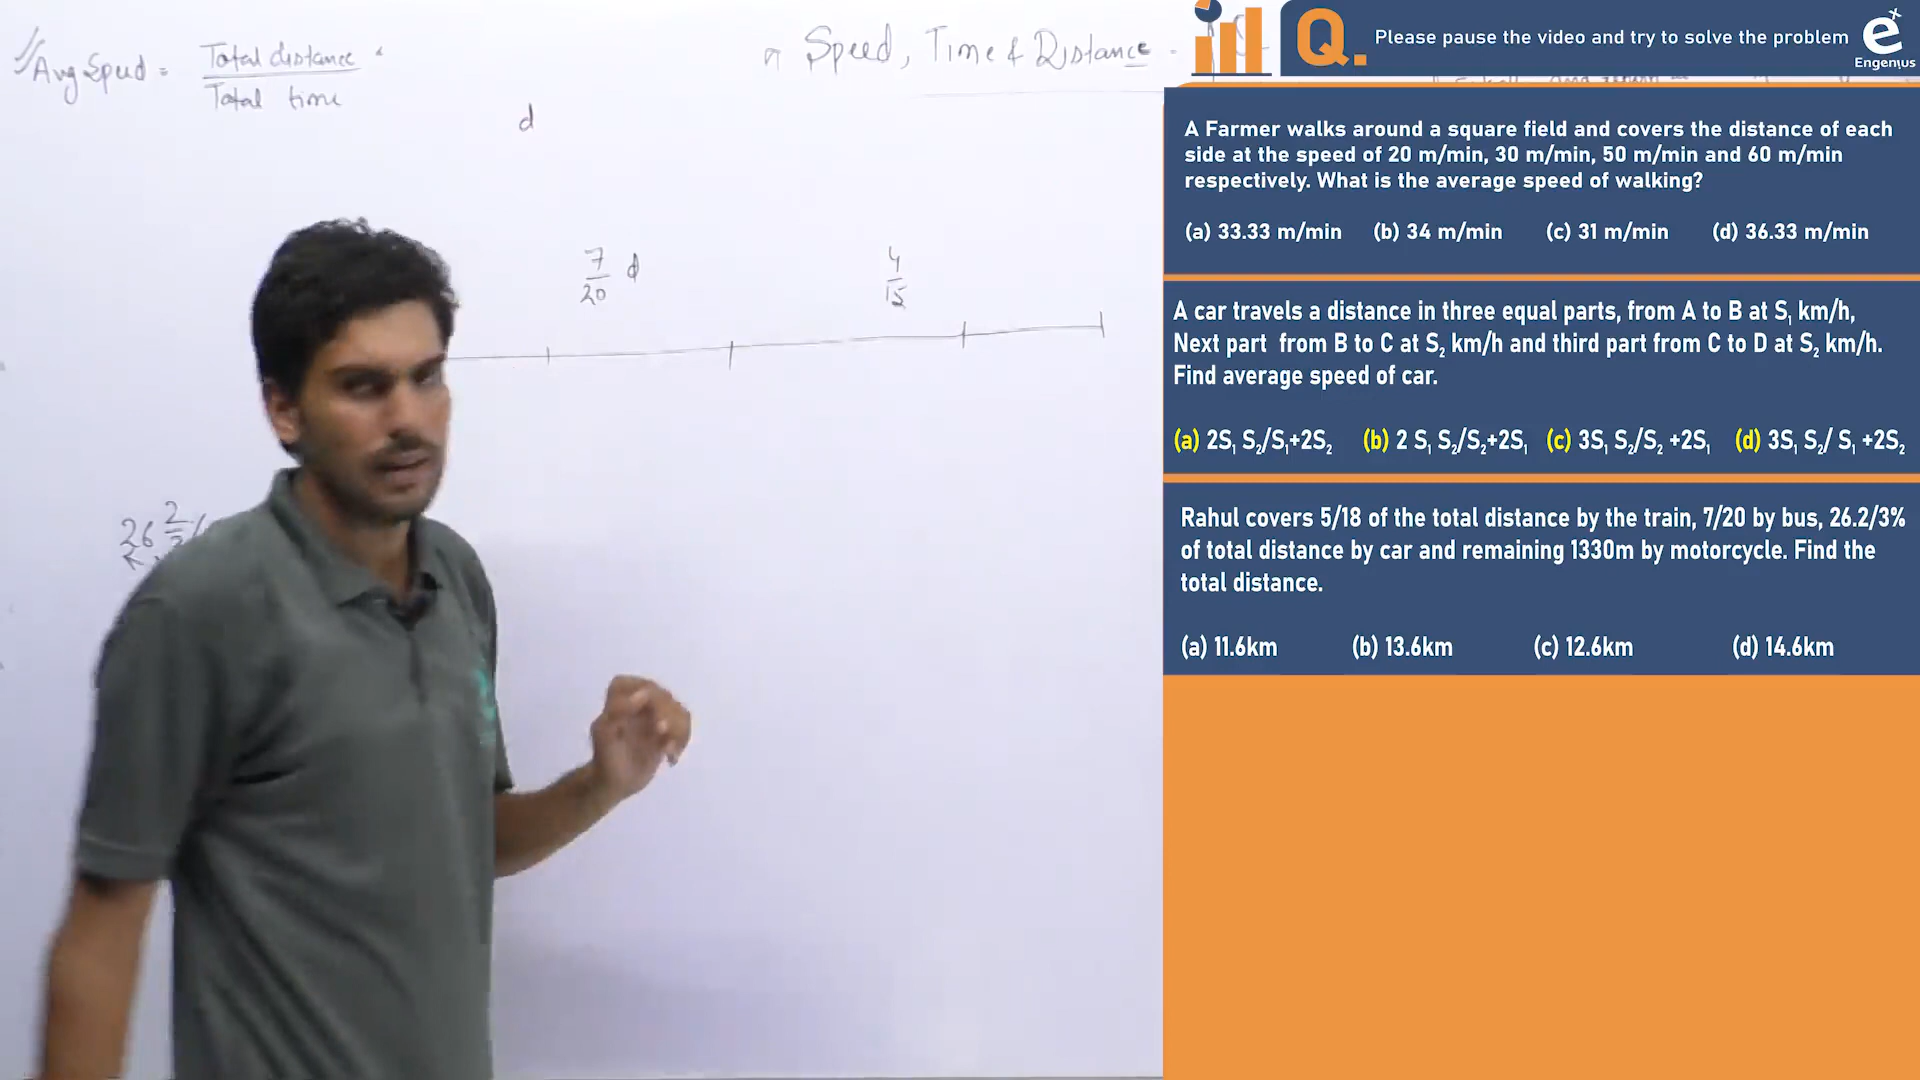 Avg Speed = Total distance
Total time
Speed, Time & Distance
d
7
20
d
4
15
26 2
Q.
Please pause the video and try to solve the problem
ex
Engenius
A Farmer walks around a square field and covers the distance of each
side at the speed of 20 m/min, 30 m/min, 50 m/min and 60 m/min
respectively. What is the average speed of walking?
(a) 33.33 m/min (b) 34 m/min (c) 31 m/min (d) 36.33 m/min
A car travels a distance in three equal parts, from A to B at S₁ km/h,
Next part from B to C at S₂ km/h and third part from C to D at S₂ km/h.
Find average speed of car.
(a) 2S₁ S₂/S₁+2S₂ (b) 2 S₁ S₂/S₂+2S₁ (c) 3S₁ S₂/S₂ +2S₁ (d) 3S₁ S₂/ S₁ +2S₂
Rahul covers 5/18 of the total distance by the train, 7/20 by bus, 26.2/3%
of total distance by car and remaining 1330m by motorcycle. Find the
total distance.
(a) 11.6km (b) 13.6km (c) 12.6km (d) 14.6km